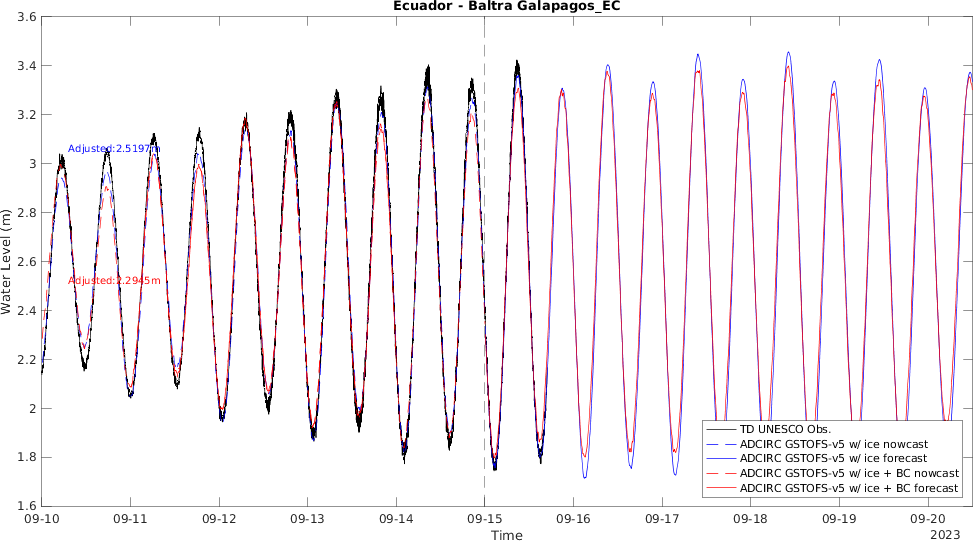 Ecuador - Baltra Galapagos_EC
3.6
3.4
3.2
3
2.8
2.6
2.4
2.2
2
1.8
1.6
Water Level (m)
Adjusted:2.5197m
Adjusted:2.2945m
TD UNESCO Obs.
ADCIRC GSTOFS-v5 w/ ice nowcast
ADCIRC GSTOFS-v5 w/ ice forecast
ADCIRC GSTOFS-v5 w/ ice + BC nowcast
ADCIRC GSTOFS-v5 w/ ice + BC forecast
09-10 09-11 09-12 09-13 09-14 09-15 09-16 09-17 09-18 09-19 09-20
Time
2023